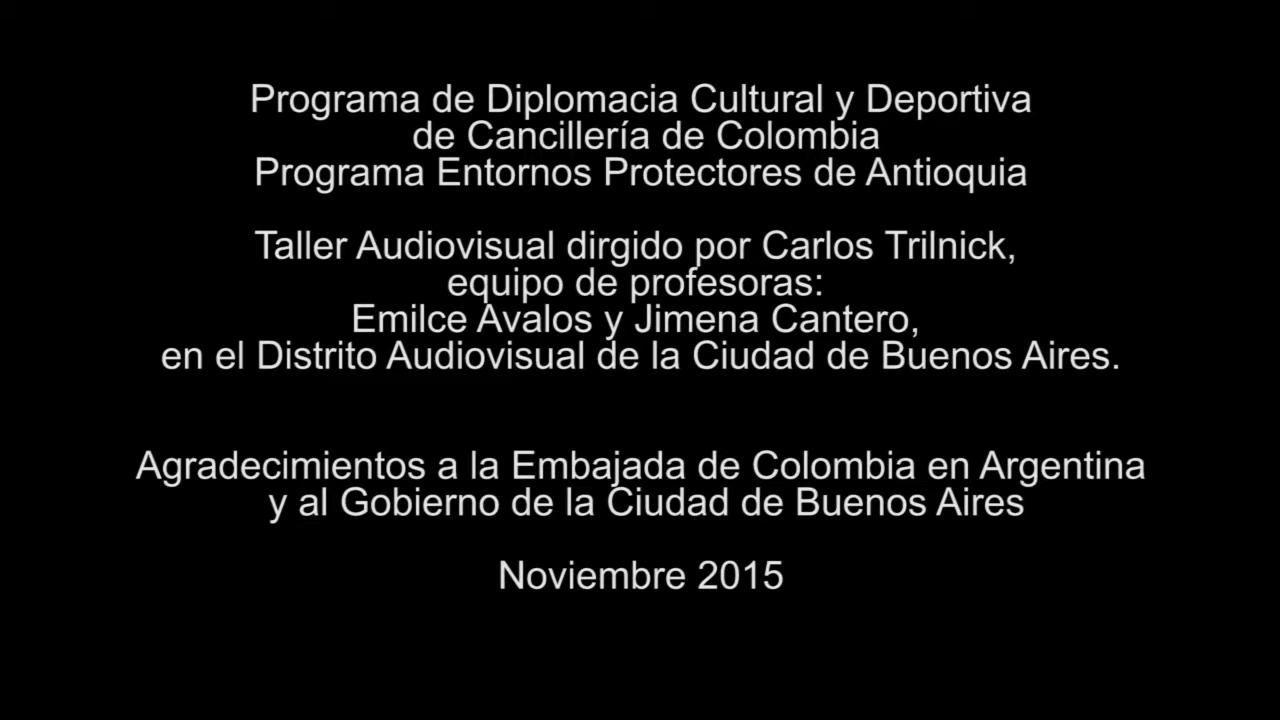 Programa de Diplomacia Cultural y Deportiva
de Cancillería de Colombia
Programa Entornos Protectores de Antioquia
Taller Audiovisual dirgido por Carlos Trilnick,
equipo de profesoras:
Emilce Avalos y Jimena Cantero,
en el Distrito Audiovisual de la Ciudad de Buenos Aires.
Agradecimientos a la Embajada de Colombia en Argentina
y al Gobierno de la Ciudad de Buenos Aires
Noviembre 2015